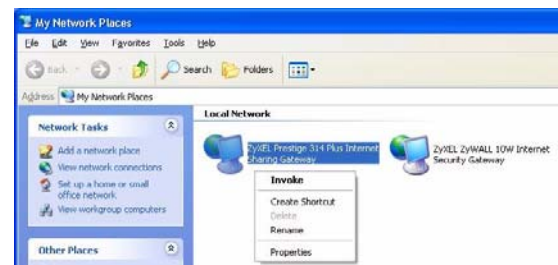 My Network Places
File Edit View Favorites Tools Help
Back Search Folders
Address My Network Places
Network Tasks
Add a network place
View network connections
Set up a home or small
office network
View workgroup computers
Other Places
Local Network
ZyXEL Prestige 314 Plus Internet
Sharing Gateway
ZyXEL ZyWALL 10W Internet
Security Gateway
Invoke
Create Shortcut
Delete
Rename
Properties